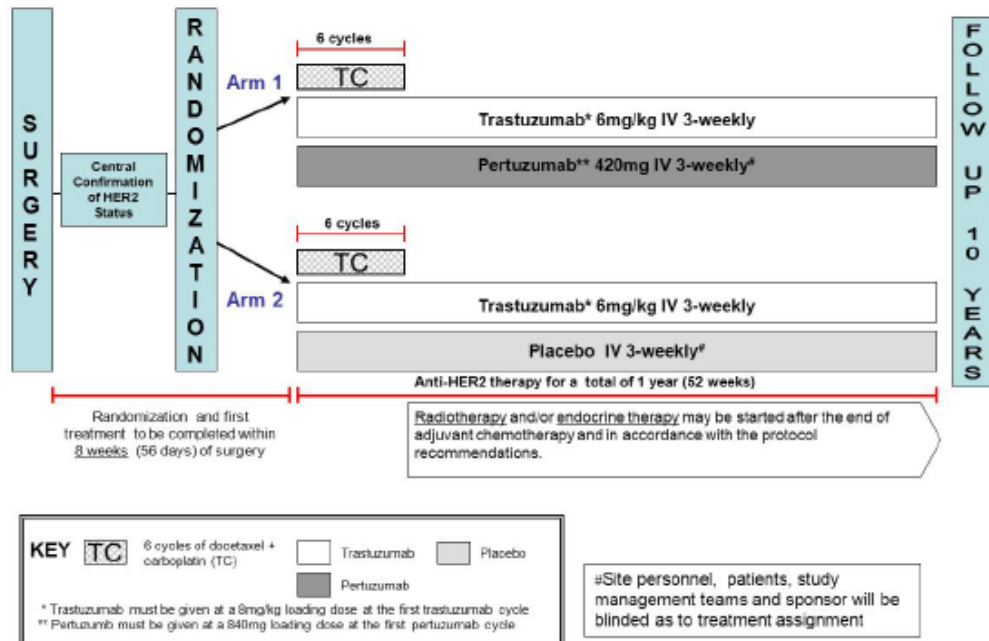 SURGERY
Central
Confirmation
of HER2
Status
RANDOMIZATION
Arm 1
6 cycles
TC
Trastuzumab* 6mg/kg IV 3-weekly
Pertuzumab** 420mg IV 3-weekly#
Arm 2
6 cycles
TC
Trastuzumab* 6mg/kg IV 3-weekly
Placebo IV 3-weekly#
FOLLOW UP 10 YEARS
Anti-HER2 therapy for a total of 1 year (52 weeks)
Randomization and first
treatment to be completed within
8 weeks (56 days) of surgery
Radiotherapy and/or endocrine therapy may be started after the end of
adjuvant chemotherapy and in accordance with the protocol
recommendations.
KEY
TC
6 cycles of docetaxel +
carboplatin (TC)
Trastuzumab
Placebo
Pertuzumab
* Trastuzumab must be given at a 8mg/kg loading dose at the first trastuzumab cycle
** Pertuzumb must be given at a 840mg loading dose at the first pertuzumab cycle
#Site personnel, patients, study
management teams and sponsor will be
blinded as to treatment assignment